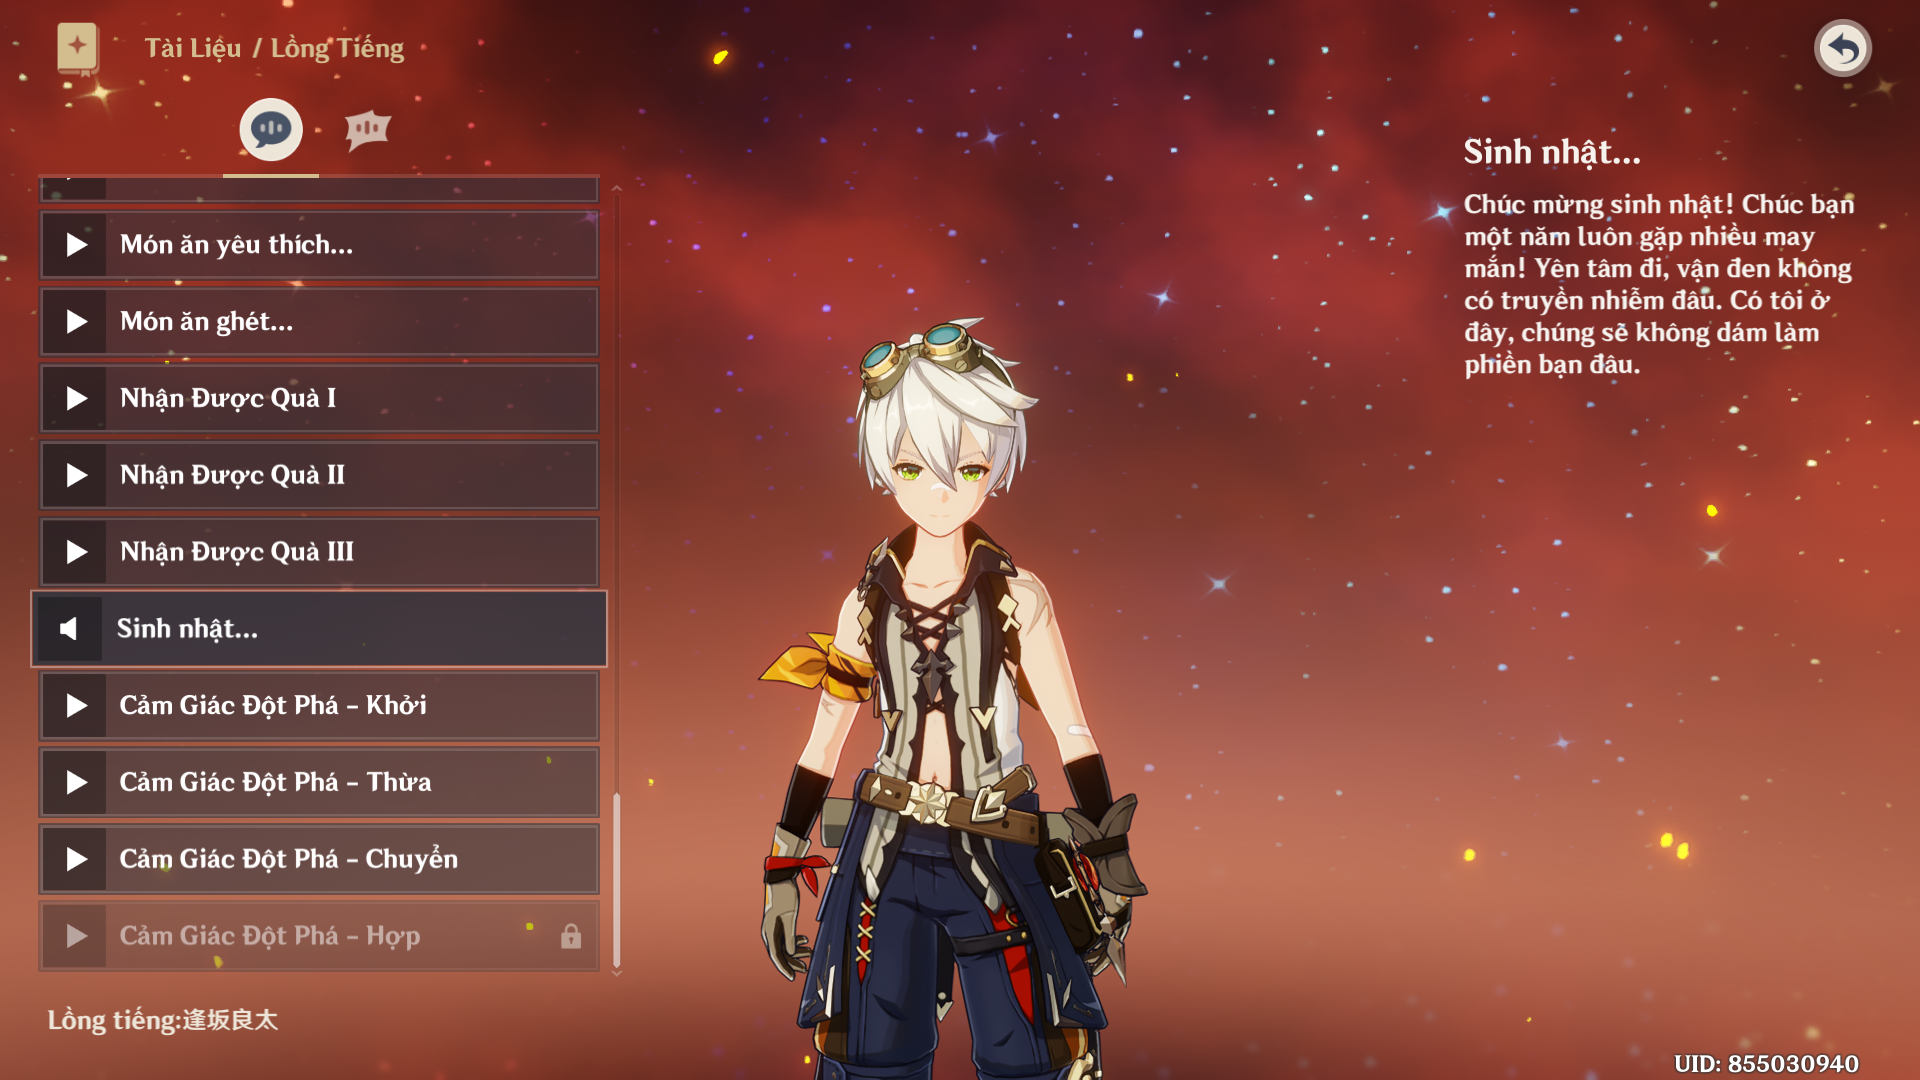 Tài Liệu / Lồng Tiếng
Món ăn yêu thích...
Món ăn ghét...
Nhận Được Quà I
Nhận Được Quà II
Nhận Được Quà III
Sinh nhật...
Cảm Giác Đột Phá - Khởi
Cảm Giác Đột Phá - Thừa
Cảm Giác Đột Phá - Chuyển
Cảm Giác Đột Phá - Hợp
Lồng tiếng:逢坂良太
Sinh nhật...
Chúc mừng sinh nhật! Chúc bạn
một năm luôn gặp nhiều may
mắn! Yên tâm đi, vận đen không
có truyền nhiễm đâu. Có tôi ở
đây, chúng sẽ không dám làm
phiền bạn đâu.
UID: 855030940